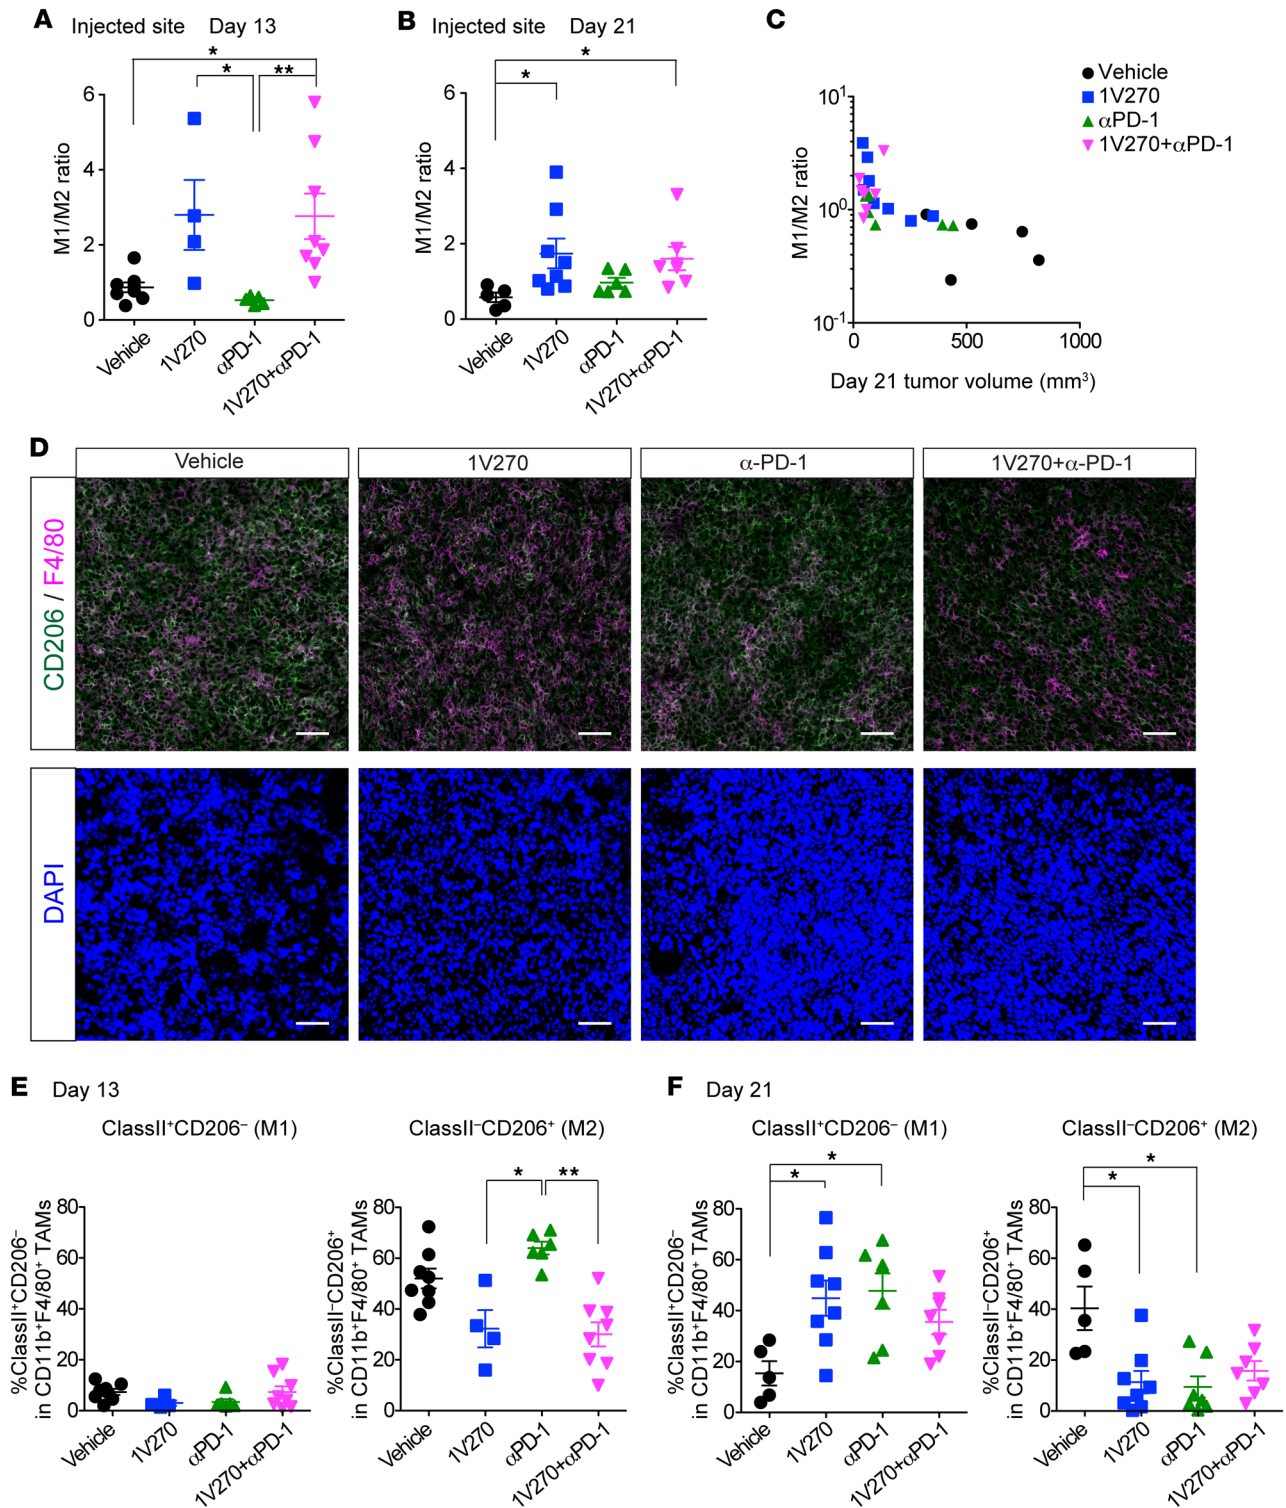 A Injected site Day 13
* * **
M1/M2 ratio
6
4
2
0
Vehicle
1V270
αPD-1
1V270+αPD-1
B Injected site Day 21
* *
M1/M2 ratio
6
4
2
0
Vehicle
1V270
αPD-1
1V270+αPD-1
C
Vehicle
1V270
αPD-1
1V270+αPD-1
M1/M2 ratio
10¹
10⁰
10⁻¹
0 500 1000
Day 21 tumor volume (mm³)
D
Vehicle 1V270 α-PD-1 1V270+α-PD-1
CD206 / F4/80
DAPI
E Day 13
ClassII⁺CD206⁻ (M1)
%ClassII⁺CD206⁻
in CD11b⁺F4/80⁺ TAMs
80
60
40
20
0
Vehicle
1V270
αPD-1
1V270+αPD-1
ClassII⁻CD206⁺ (M2)
* **
%ClassII⁻CD206⁺
in CD11b⁺F4/80⁺ TAMs
80
60
40
20
0
Vehicle
1V270
αPD-1
1V270+αPD-1
F Day 21
ClassII⁺CD206⁻ (M1)
* *
%ClassII⁺CD206⁻
in CD11b⁺F4/80⁺ TAMs
80
60
40
20
0
Vehicle
1V270
αPD-1
1V270+αPD-1
ClassII⁻CD206⁺ (M2)
* *
%ClassII⁻CD206⁺
in CD11b⁺F4/80⁺ TAMs
80
60
40
20
0
Vehicle
1V270
αPD-1
1V270+αPD-1